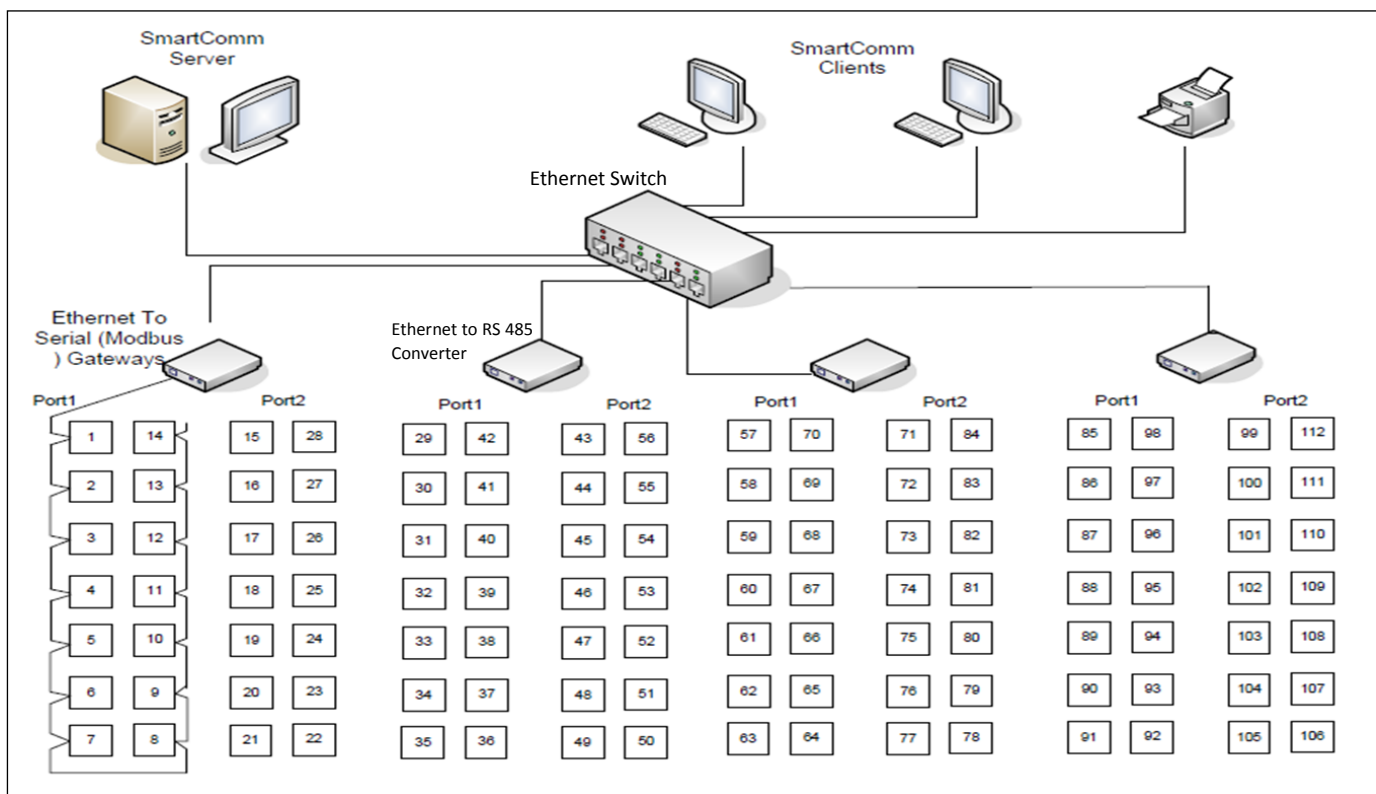 SmartComm
Server
SmartComm
Clients
Ethernet Switch
Ethernet To
Serial (Modbus
) Gateways
Ethernet to RS 485
Converter
Port1 Port2 Port1 Port2 Port1 Port2 Port1 Port2
1 14 15 28 29 42 43 56 57 70 71 84 85 98 99 112
2 13 16 27 30 41 44 55 58 69 72 83 86 97 100 111
3 12 17 26 31 40 45 54 59 68 73 82 87 96 101 110
4 11 18 25 32 39 46 53 60 67 74 81 88 95 102 109
5 10 19 24 33 38 47 52 61 66 75 80 89 94 103 108
6 9 20 23 34 37 48 51 62 65 76 79 90 93 104 107
7 8 21 22 35 36 49 50 63 64 77 78 91 92 105 106